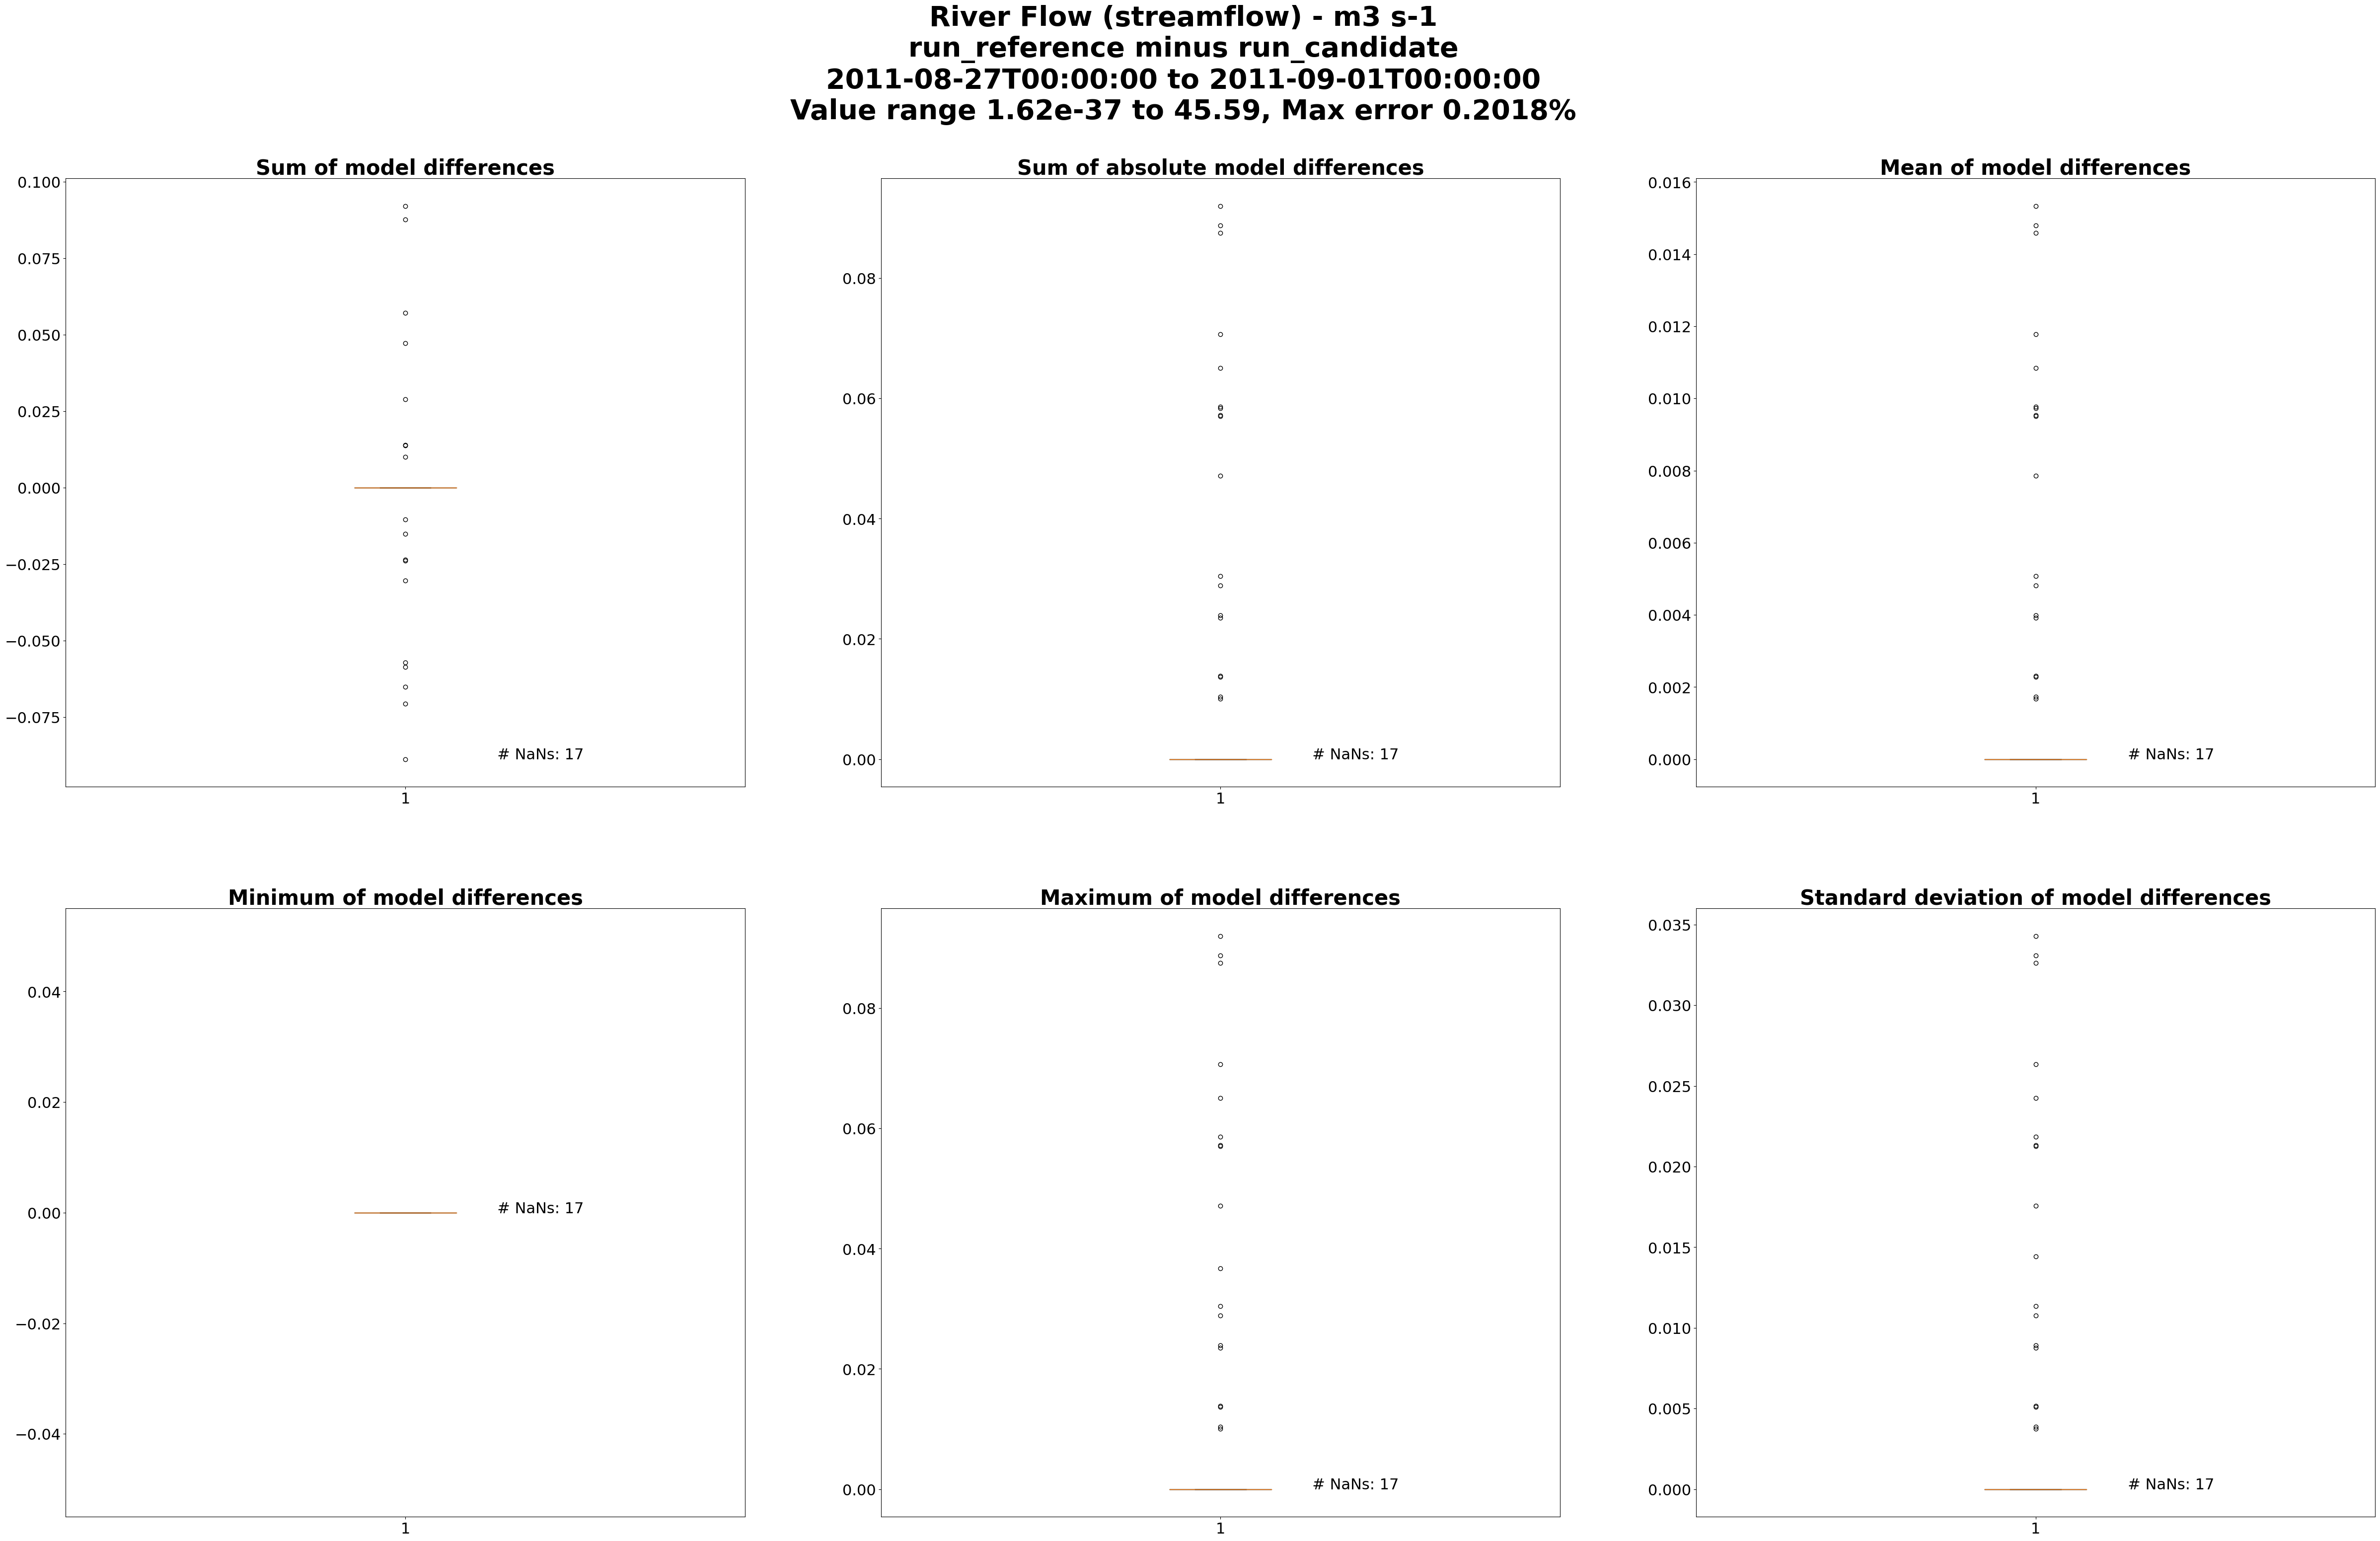 River Flow (streamflow) - m3 s-1
run_reference minus run_candidate
2011-08-27T00:00:00 to 2011-09-01T00:00:00
Value range 1.62e-37 to 45.59, Max error 0.2018%
Sum of model differences
0.100
0.075
0.050
0.025
0.000
−0.025
−0.050
−0.075
# NaNs: 17
1
Sum of absolute model differences
0.08
0.06
0.04
0.02
0.00
# NaNs: 17
1
Mean of model differences
0.016
0.014
0.012
0.010
0.008
0.006
0.004
0.002
0.000
# NaNs: 17
1
Minimum of model differences
0.04
0.02
0.00
−0.02
−0.04
# NaNs: 17
1
Maximum of model differences
0.08
0.06
0.04
0.02
0.00
# NaNs: 17
1
Standard deviation of model differences
0.035
0.030
0.025
0.020
0.015
0.010
0.005
0.000
# NaNs: 17
1